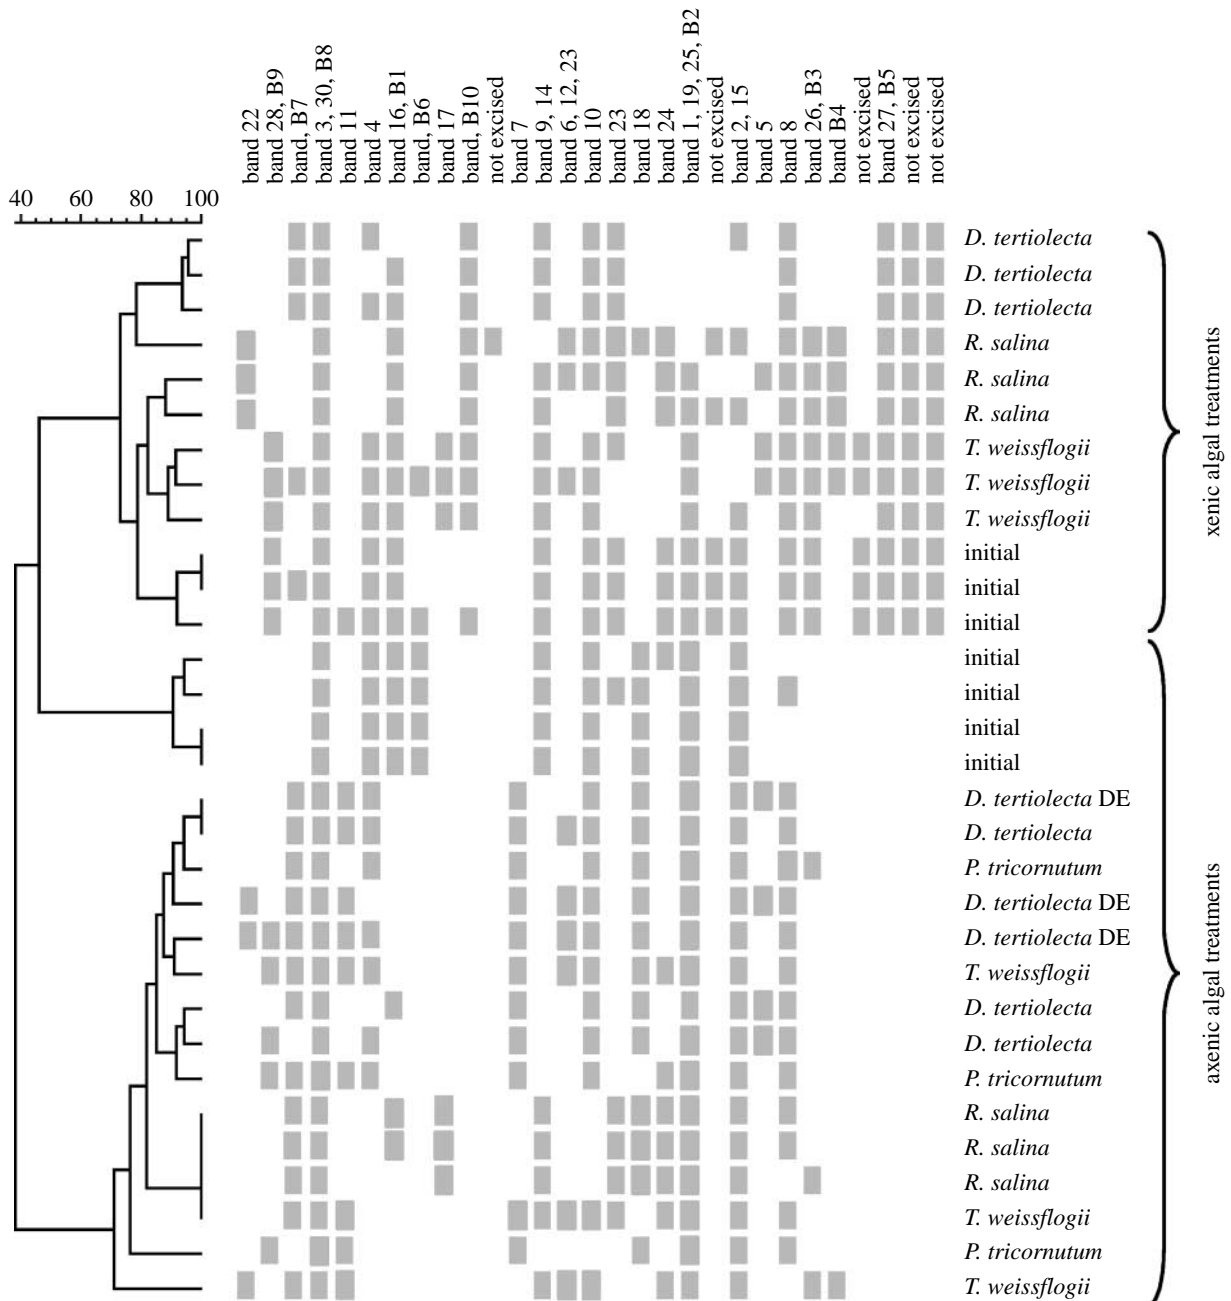 band 22
band 28, B9
band, B7
band 3, 30, B8
band 11
band 4
band 16, B1
band, B6
band 17
band, B10
not excised
band 7
band 9, 14
band 6, 12, 23
band 10
band 23
band 18
band 24
band 1, 19, 25, B2
not excised
band 2, 15
band 5
band 8
band 26, B3
band B4
not excised
band 27, B5
not excised
not excised
40 60 80 100
D. tertiolecta
D. tertiolecta
D. tertiolecta
R. salina
R. salina
R. salina
T. weissflogii
T. weissflogii
T. weissflogii
initial
initial
initial
xenic algal treatments
initial
initial
initial
initial
D. tertiolecta DE
D. tertiolecta
P. tricornutum
D. tertiolecta DE
D. tertiolecta DE
T. weissflogii
D. tertiolecta
D. tertiolecta
P. tricornutum
R. salina
R. salina
R. salina
T. weissflogii
P. tricornutum
T. weissflogii
axenic algal treatments